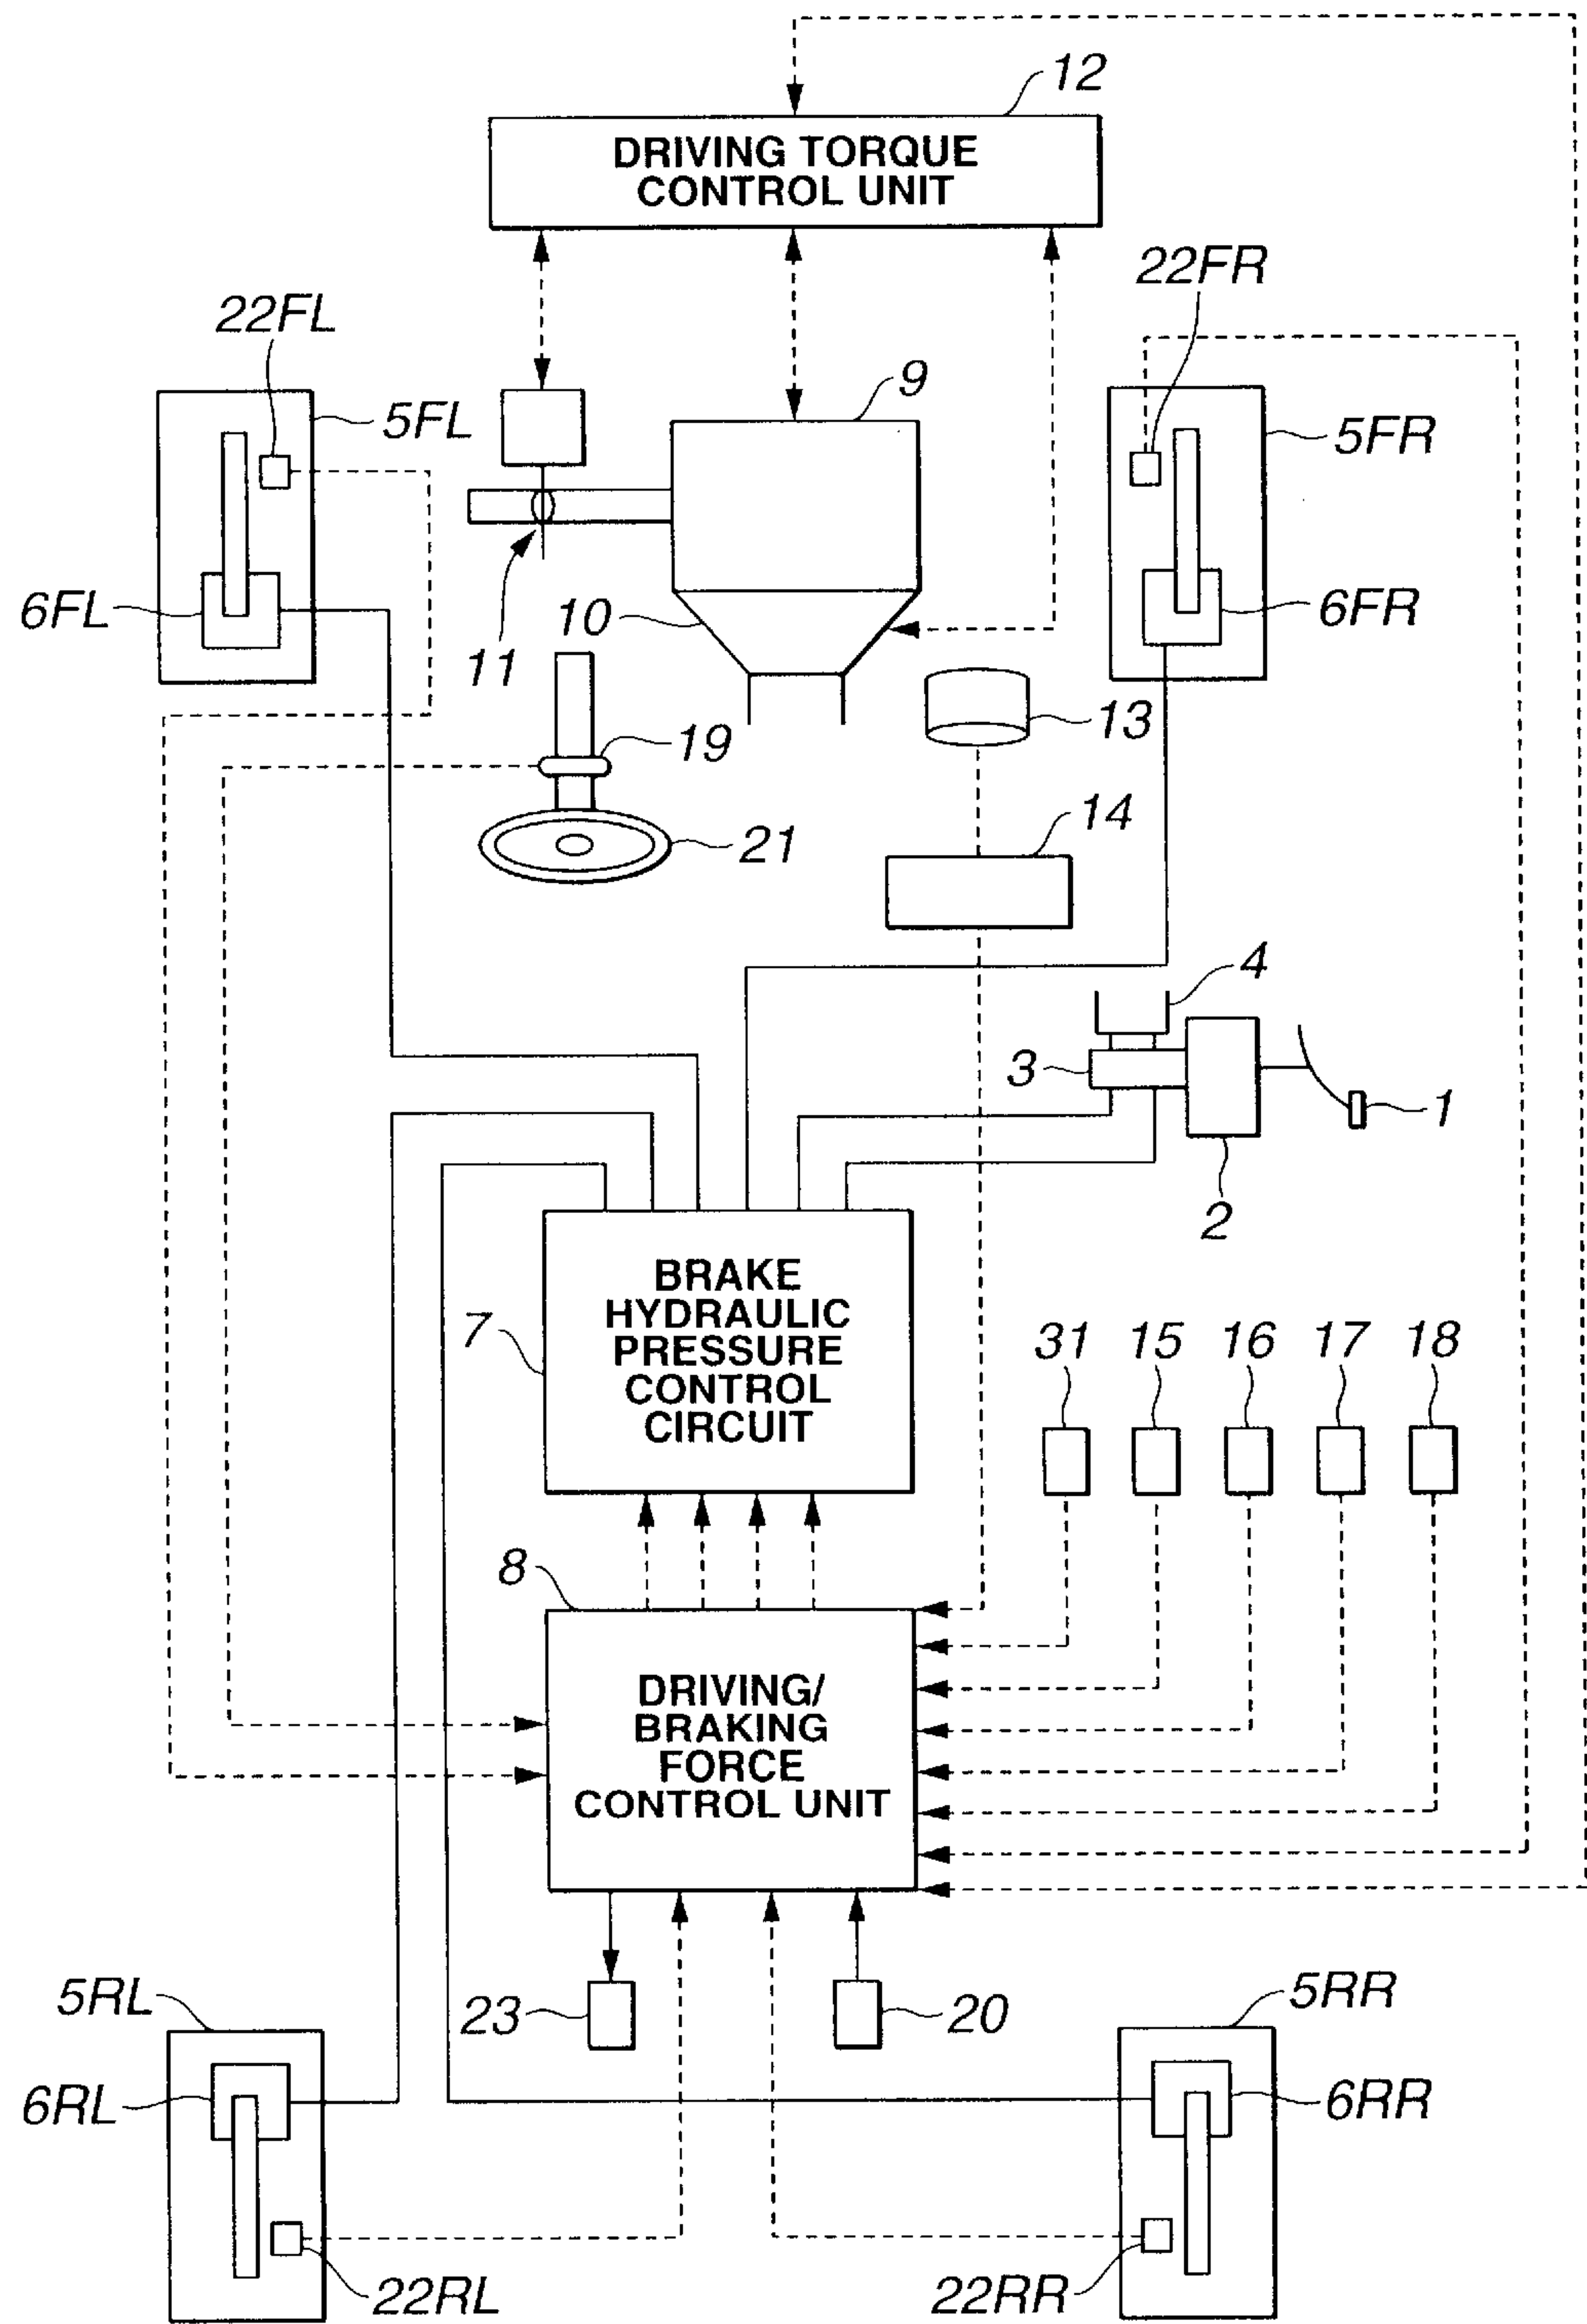 12
DRIVING TORQUE
CONTROL UNIT
22FR
22FL
9
5FL
5FR
6FL
10
6FR
11
13
19
14
21
4
3
1
2
BRAKE
HYDRAULIC
PRESSURE
CONTROL
CIRCUIT
7
31
15
16
17
18
8
DRIVING/
BRAKING
FORCE
CONTROL UNIT
5RL
23
20
5RR
6RL
6RR
22RL
22RR